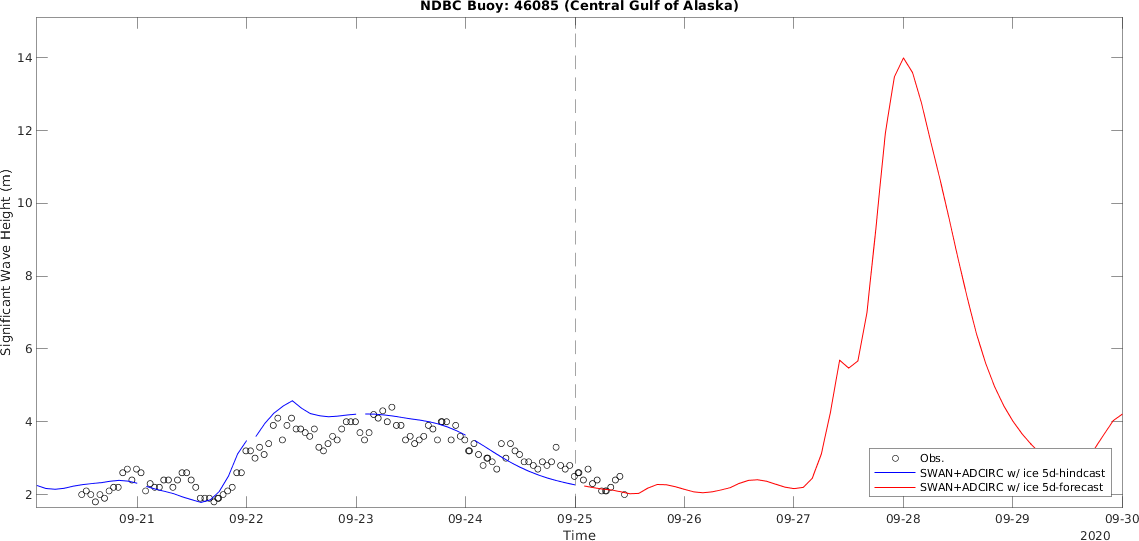 NDBC Buoy: 46085 (Central Gulf of Alaska)
Significant Wave Height (m)
14
12
10
8
6
4
2
Obs.
SWAN+ADCIRC w/ ice 5d-hindcast
SWAN+ADCIRC w/ ice 5d-forecast
09-21 09-22 09-23 09-24 09-25 09-26 09-27 09-28 09-29 09-30
Time
2020